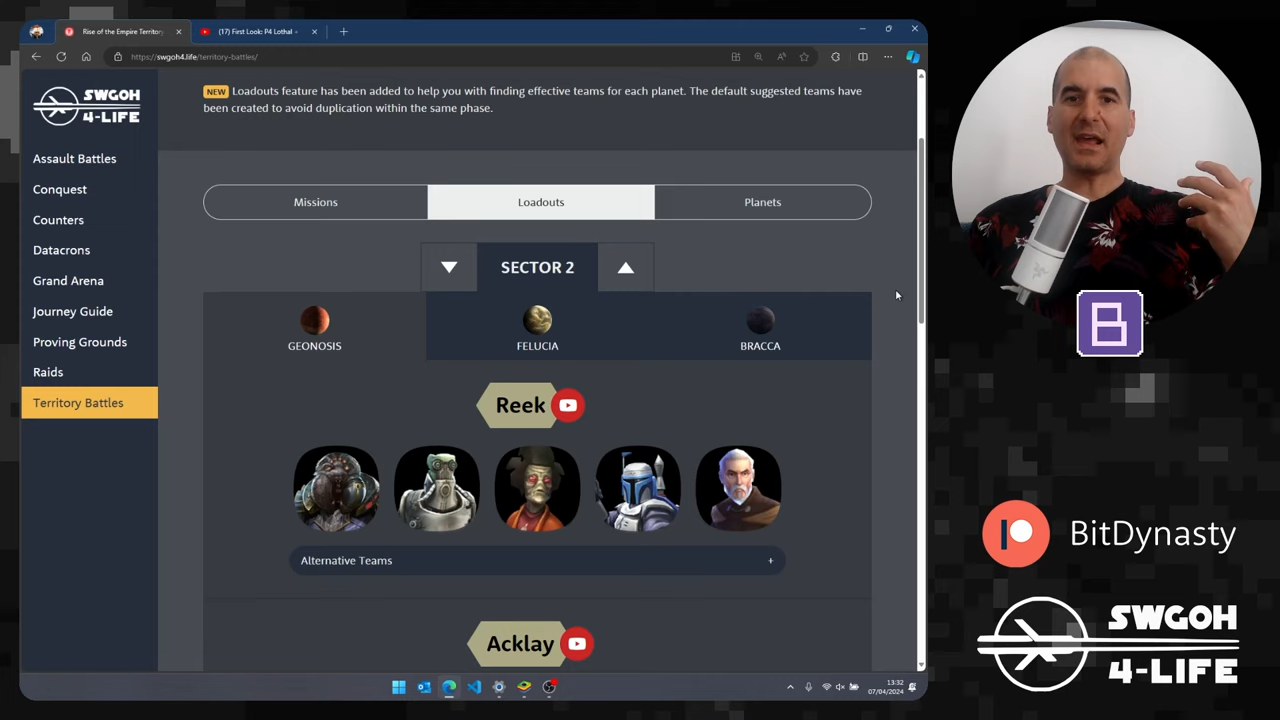 Rise of the Empire Territory
(17) First Look: P4 Lothal
https://swgoh4.life/territory-battles/
SWGOH
4-LIFE
Assault Battles
Conquest
Counters
Datacrons
Grand Arena
Journey Guide
Proving Grounds
Raids
Territory Battles
NEW Loadouts feature has been added to help you with finding effective teams for each planet. The default suggested teams have
been created to avoid duplication within the same phase.
Missions
Loadouts
Planets
SECTOR 2
GEONOSIS
FELUCIA
BRACCA
Reek
Alternative Teams
+
Acklay
13:32
07/04/2024
B
BitDynasty
SWGOH
4-LIFE